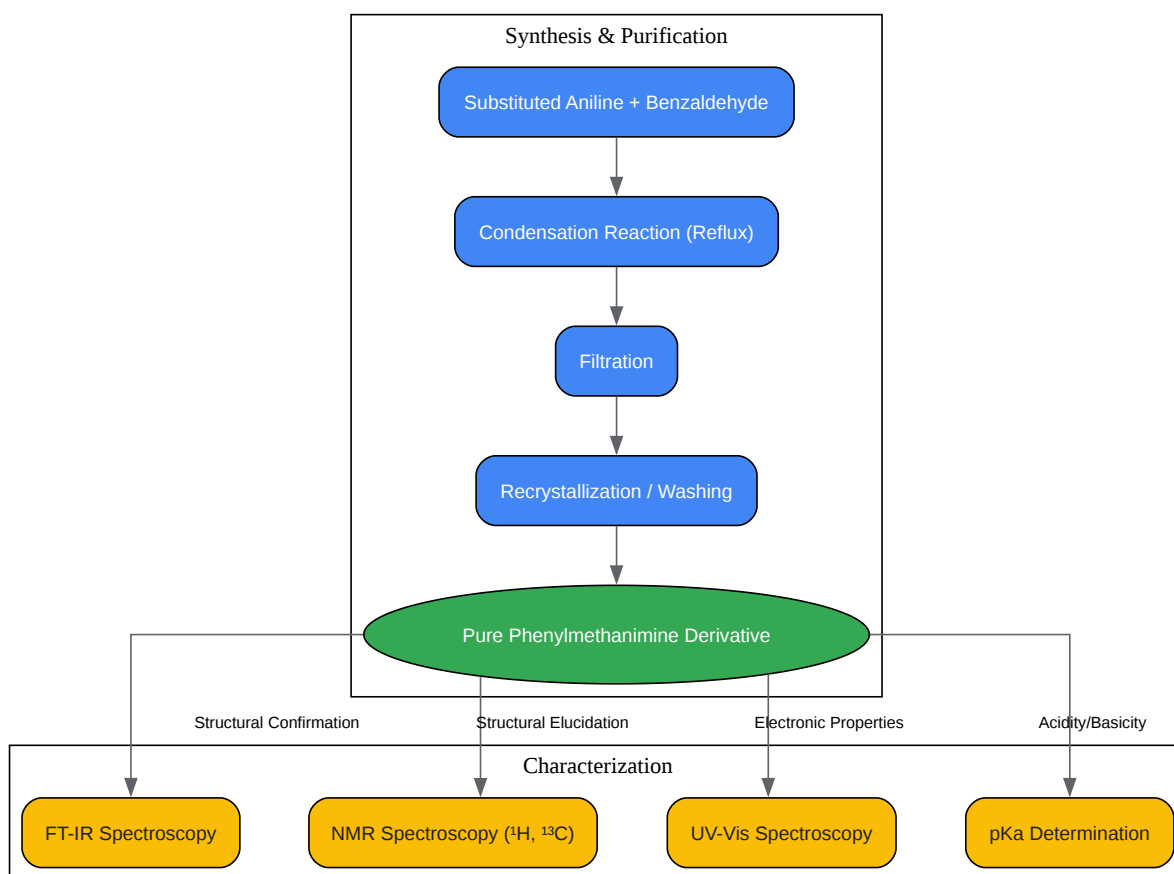 Synthesis & Purification
Substituted Aniline + Benzaldehyde
Condensation Reaction (Reflux)
Filtration
Recrystallization / Washing
Pure Phenylmethanimine Derivative
Structural Confirmation
Structural Elucidation
Electronic Properties
Acidity/Basicity
Characterization
FT-IR Spectroscopy
NMR Spectroscopy (¹H, ¹³C)
UV-Vis Spectroscopy
pKa Determination